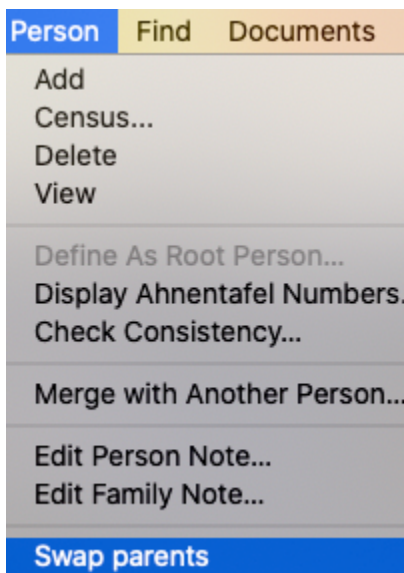 Person Find Documents
Add
Census...
Delete
View
Define As Root Person...
Display Ahnentafel Numbers.
Check Consistency...
Merge with Another Person...
Edit Person Note...
Edit Family Note...
Swap parents